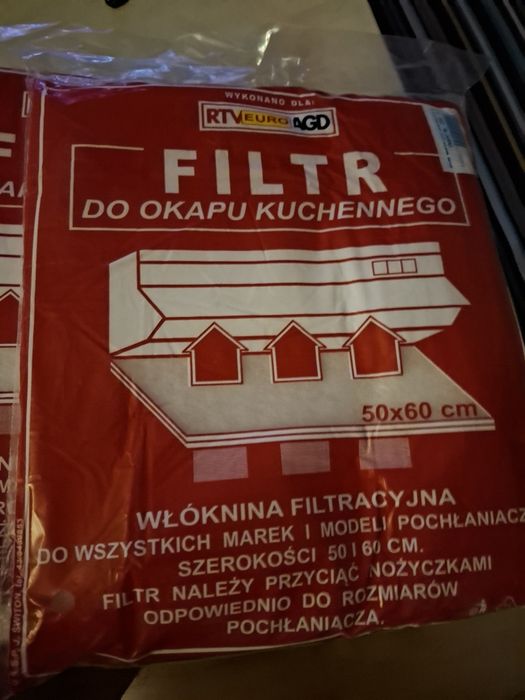 WYKONANO DLA:
RTV EURO AGD
FILTR
DO OKAPU KUCHENNEGO
50x60 cm
WŁÓKNINA FILTRACYJNA
DO WSZYSTKICH MAREK I MODELI POCHŁANIACZ
SZEROKOŚCI 50 I 60 CM.
FILTR NALEŻY PRZYCIĄĆ NOŻYCZKAMI
ODPOWIEDNIO DO ROZMIARÓW
POCHŁANIACZA.